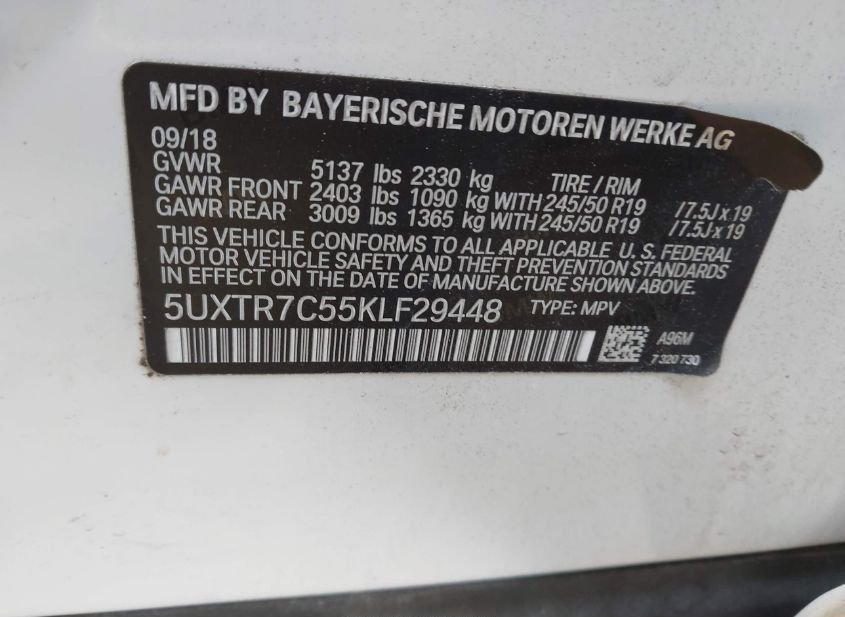 MFD BY BAYERISCHE MOTOREN WERKE AG
09/18
GVWR 5137 lbs 2330 kg TIRE / RIM
GAWR FRONT 2403 lbs 1090 kg WITH 245/50 R19 / 7.5J x 19
GAWR REAR 3009 lbs 1365 kg WITH 245/50 R19 / 7.5J x 19
THIS VEHICLE CONFORMS TO ALL APPLICABLE U. S. FEDERAL
MOTOR VEHICLE SAFETY AND THEFT PREVENTION STANDARDS
IN EFFECT ON THE DATE OF MANUFACTURE SHOWN ABOVE.
5UXTR7C55KLF29448 TYPE: MPV
A96M
7 320 730